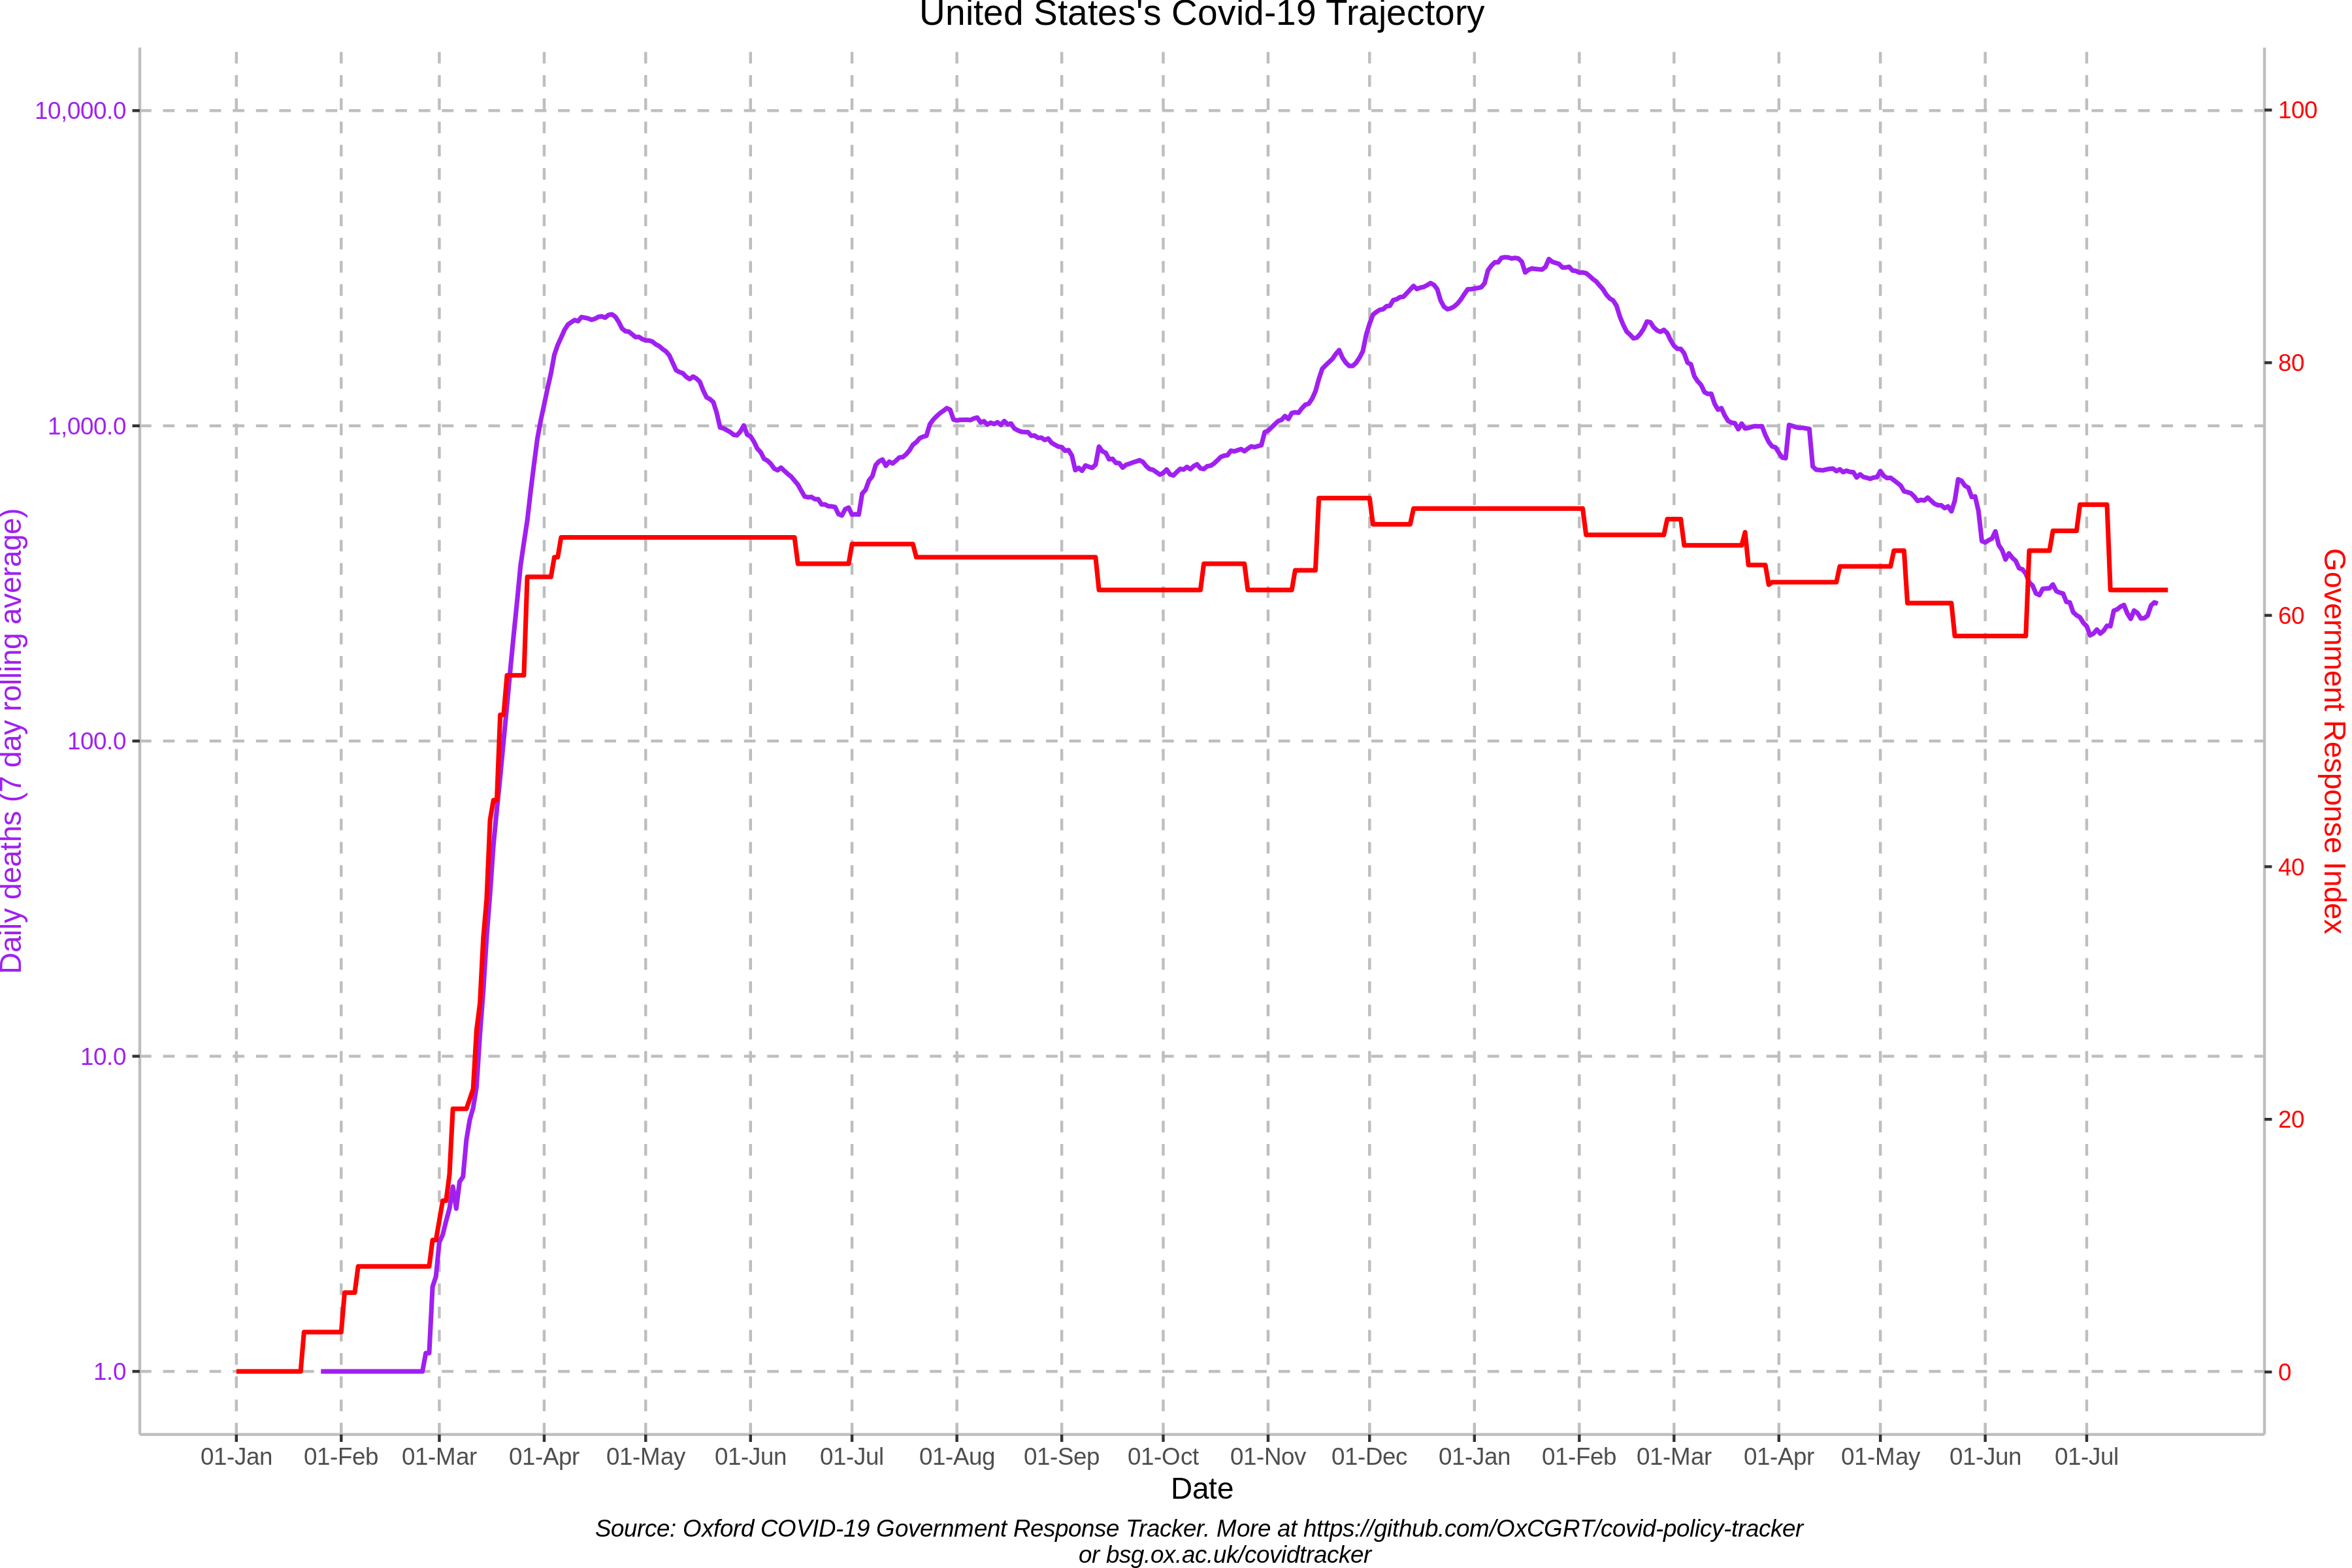 United States's Covid-19 Trajectory
10,000.0
1,000.0
100.0
10.0
1.0
Daily deaths (7 day rolling average)
100
80
60
40
20
0
Government Response Index
01-Jan 01-Feb 01-Mar 01-Apr 01-May 01-Jun 01-Jul 01-Aug 01-Sep 01-Oct 01-Nov 01-Dec 01-Jan 01-Feb 01-Mar 01-Apr 01-May 01-Jun 01-Jul
Date
Source: Oxford COVID-19 Government Response Tracker. More at https://github.com/OxCGRT/covid-policy-tracker
or bsg.ox.ac.uk/covidtracker